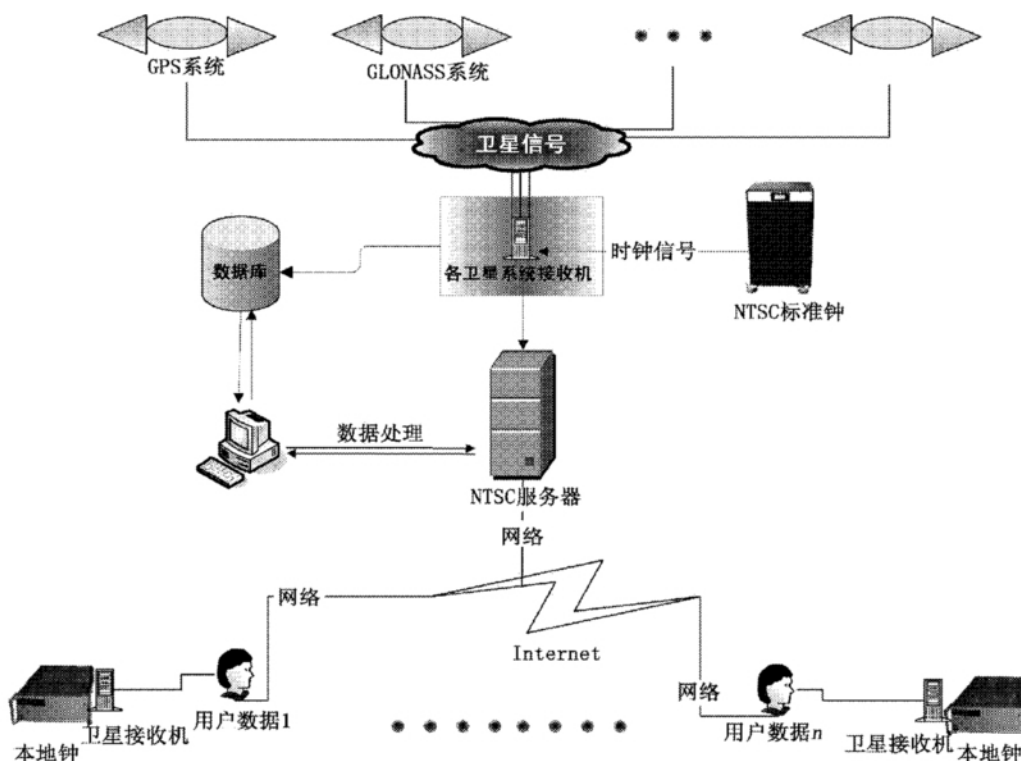 GPS系统
GLONASS系统
卫星信号
数据库
各卫星系统接收机
时钟信号
NTSC标准钟
数据处理
NTSC服务器
网络
网络
Internet
网络
用户数据1
卫星接收机
本地钟
用户数据n
卫星接收机
本地钟